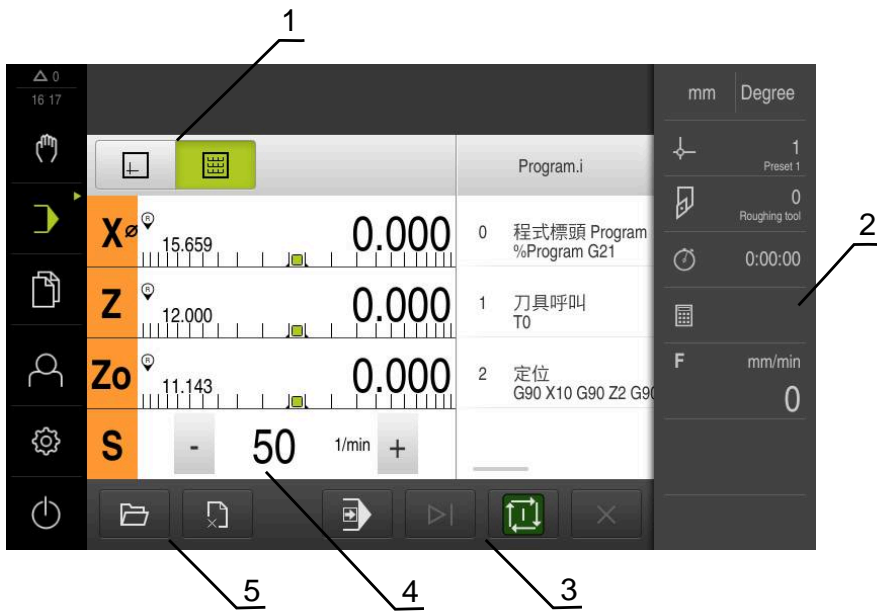 1
0
16 17
mm Degree
1
Preset 1
Program.i
0
Roughing tool
X⌀ R 15.659 0.000
0 程式標頭 Program
%Program G21
2
0:00:00
Z R 12.000 0.000
1 刀具呼叫
T0
F mm/min
0
Zo R 11.143 0.000
2 定位
G90 X10 G90 Z2 G90
S - 50 1/min +
5
4
3